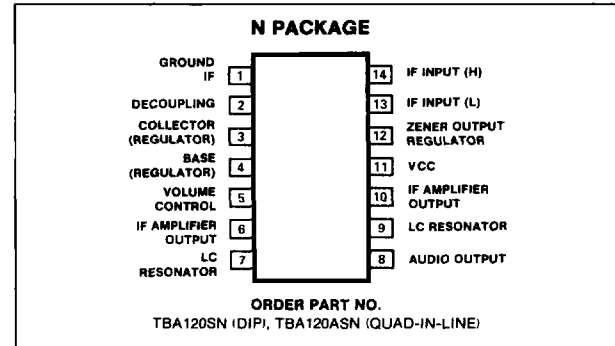 N PACKAGE
GROUND
IF 1
DECOUPLING 2
COLLECTOR
(REGULATOR) 3
BASE
(REGULATOR) 4
VOLUME
CONTROL 5
IF AMPLIFIER
OUTPUT 6
LC
RESONATOR 7
14 IF INPUT (H)
13 IF INPUT (L)
12 ZENER OUTPUT
REGULATOR
11 VCC
10 IF AMPLIFIER
OUTPUT
9 LC RESONATOR
8 AUDIO OUTPUT
ORDER PART NO.
TBA120SN (DIP), TBA120ASN (QUAD-IN-LINE)